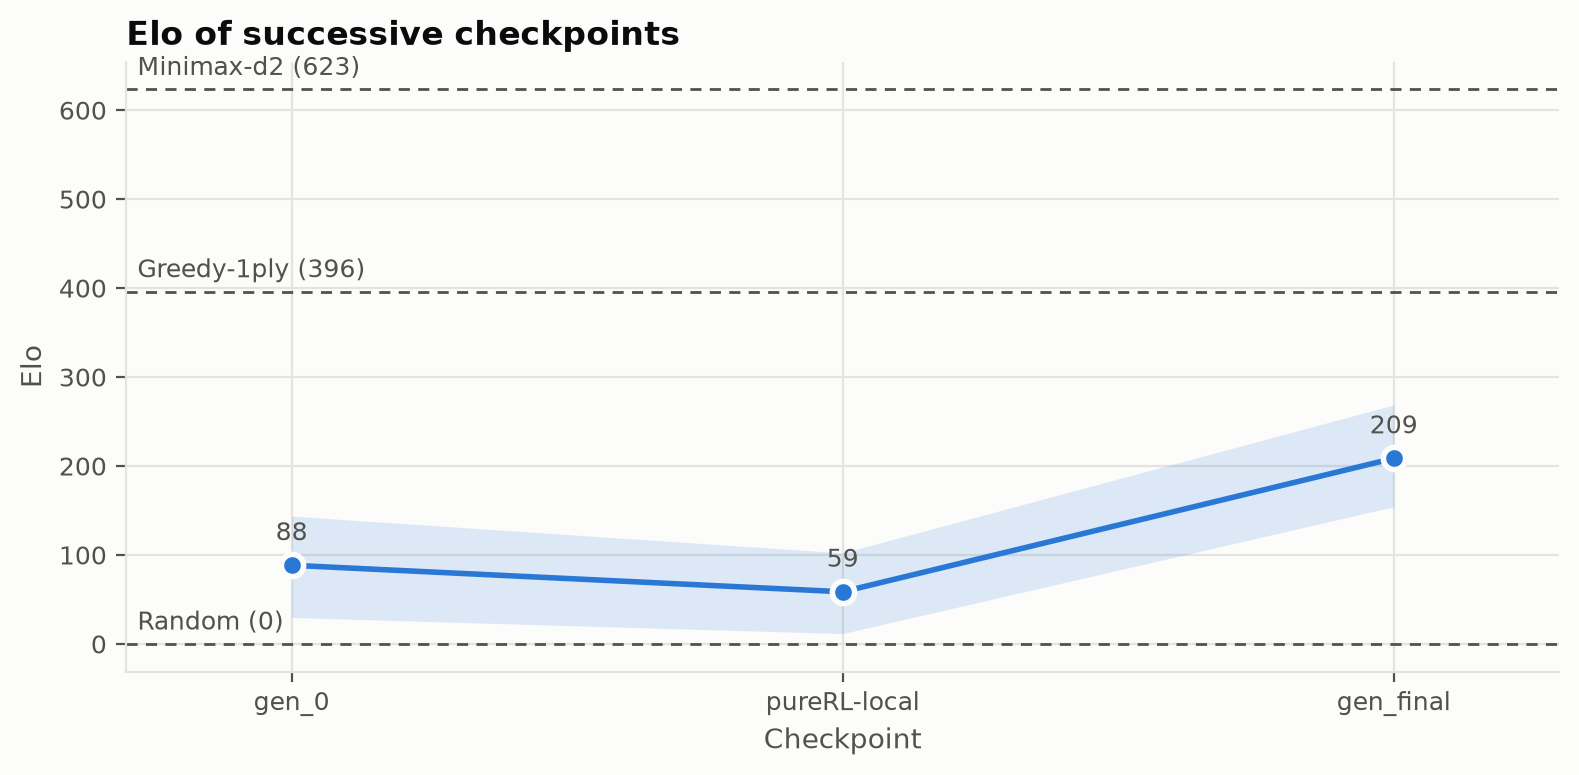 Elo of successive checkpoints
Minimax-d2 (623)
600
500
Greedy-1ply (396)
400
Elo
300
209
200
88
59
100
Random (0)
0
gen_0
pureRL-local
gen_final
Checkpoint